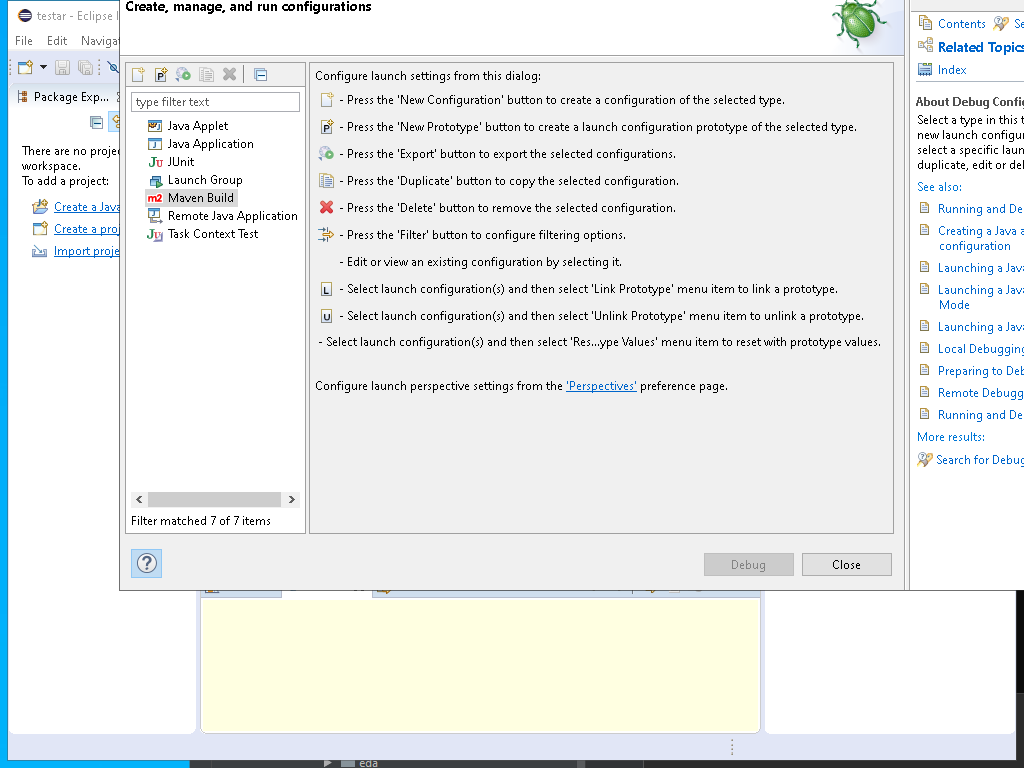 testar - Eclipse
File Edit Navigat
Package Exp...
There are no proje
workspace.
To add a project:
Create a Java
Create a proj
Import proje
Create, manage, and run configurations
type filter text
Java Applet
Java Application
JUnit
Launch Group
Maven Build
Remote Java Application
Task Context Test
Filter matched 7 of 7 items
Configure launch settings from this dialog:
- Press the 'New Configuration' button to create a configuration of the selected type.
- Press the 'New Prototype' button to create a launch configuration prototype of the selected type.
- Press the 'Export' button to export the selected configurations.
- Press the 'Duplicate' button to copy the selected configuration.
- Press the 'Delete' button to remove the selected configuration.
- Press the 'Filter' button to configure filtering options.
- Edit or view an existing configuration by selecting it.
- Select launch configuration(s) and then select 'Link Prototype' menu item to link a prototype.
- Select launch configuration(s) and then select 'Unlink Prototype' menu item to unlink a prototype.
- Select launch configuration(s) and then select 'Res...ype Values' menu item to reset with prototype values.
Configure launch perspective settings from the 'Perspectives' preference page.
Debug Close
Contents Se
Related Topics
Index
About Debug Config
Select a type in this t
new launch configur
select a specific laun
duplicate, edit or del
See also:
Running and De
Creating a Java a
configuration
Launching a Java
Launching a Java
Mode
Launching a Java
Local Debugging
Preparing to Deb
Remote Debugg
Running and De
More results:
Search for Debug
eda